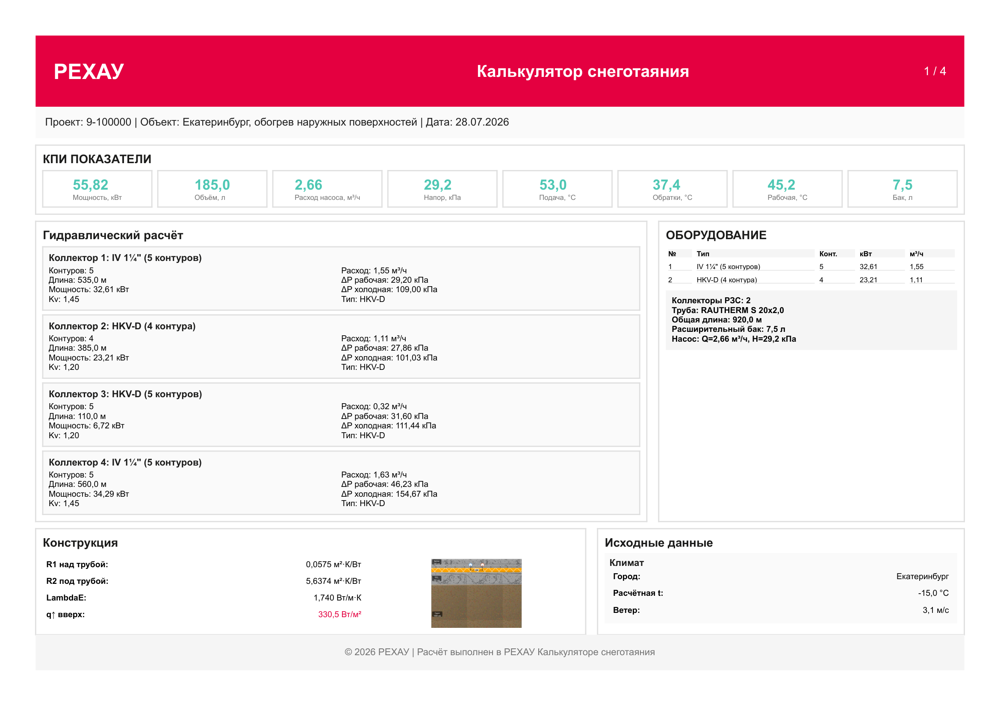 РЕХАУ
Калькулятор снеготаяния
1 / 4
Проект: 9-100000 | Объект: Екатеринбург, обогрев наружных поверхностей | Дата: 28.07.2026
КПИ ПОКАЗАТЕЛИ
55,82
Мощность, кВт
185,0
Объём, л
2,66
Расход насоса, м³/ч
29,2
Напор, кПа
53,0
Подача, °С
37,4
Обратки, °С
45,2
Рабочая, °С
7,5
Бак, л
Гидравлический расчёт
Коллектор 1: IV 1¼" (5 контуров)
Контуров: 5
Длина: 535,0 м
Мощность: 32,61 кВт
Kv: 1,45
Расход: 1,55 м³/ч
ΔP рабочая: 29,20 кПа
ΔP холодная: 109,00 кПа
Тип: HKV-D
Коллектор 2: HKV-D (4 контура)
Контуров: 4
Длина: 385,0 м
Мощность: 23,21 кВт
Kv: 1,20
Расход: 1,11 м³/ч
ΔP рабочая: 27,86 кПа
ΔP холодная: 101,03 кПа
Тип: HKV-D
Коллектор 3: HKV-D (5 контуров)
Контуров: 5
Длина: 110,0 м
Мощность: 6,72 кВт
Kv: 1,20
Расход: 0,32 м³/ч
ΔP рабочая: 31,60 кПа
ΔP холодная: 111,44 кПа
Тип: HKV-D
Коллектор 4: IV 1¼" (5 контуров)
Контуров: 5
Длина: 560,0 м
Мощность: 34,29 кВт
Kv: 1,45
Расход: 1,63 м³/ч
ΔP рабочая: 46,23 кПа
ΔP холодная: 154,67 кПа
Тип: HKV-D
ОБОРУДОВАНИЕ
№ Тип Конт. кВт м³/ч
1 IV 1¼" (5 контуров) 5 32,61 1,55
2 HKV-D (4 контура) 4 23,21 1,11
Коллекторы РЗС: 2
Труба: RAUTHERM S 20x2,0
Общая длина: 920,0 м
Расширительный бак: 7,5 л
Насос: Q=2,66 м³/ч, H=29,2 кПа
Конструкция
R1 над трубой: 0,0575 м²·К/Вт
R2 под трубой: 5,6374 м²·К/Вт
LambdaE: 1,740 Вт/м·К
q↑ вверх: 330,5 Вт/м²
Исходные данные
Климат
Город: Екатеринбург
Расчётная t: -15,0 °С
Ветер: 3,1 м/с
© 2026 РЕХАУ | Расчёт выполнен в РЕХАУ Калькуляторе снеготаяния